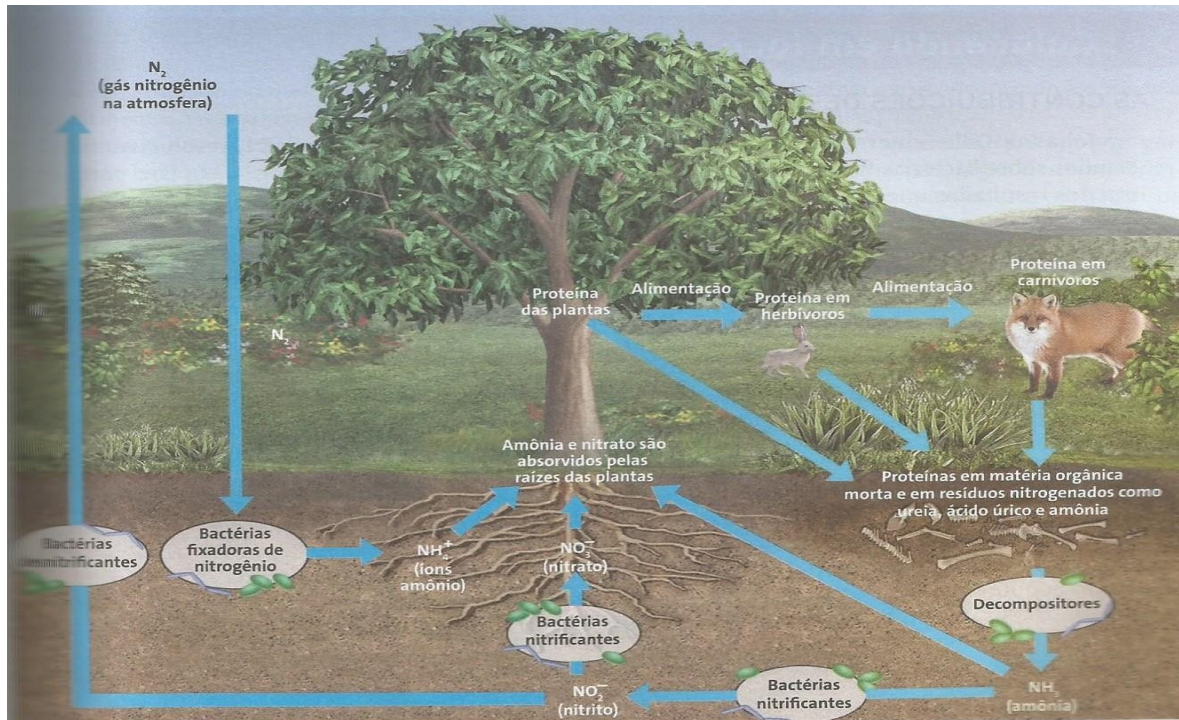 N₂
(gás nitrogênio
na atmosfera)
N₂
Proteína
das plantas
Alimentação
Proteína em
herbívoros
Alimentação
Proteína em
carnívoros
Amônia e nitrato são
absorvidos pelas
raízes das plantas
Proteínas em matéria orgânica
morta e em resíduos nitrogenados como
ureia, ácido úrico e amônia
Bactérias
Bactérias
fixadoras de
nitrogênio
NH₄⁺
(íons
amônio)
NO₃⁻
(nitrato)
Bactérias
nitrificantes
Decompositores
NO₂⁻
(nitrito)
Bactérias
nitrificantes
NH₃
(amônia)